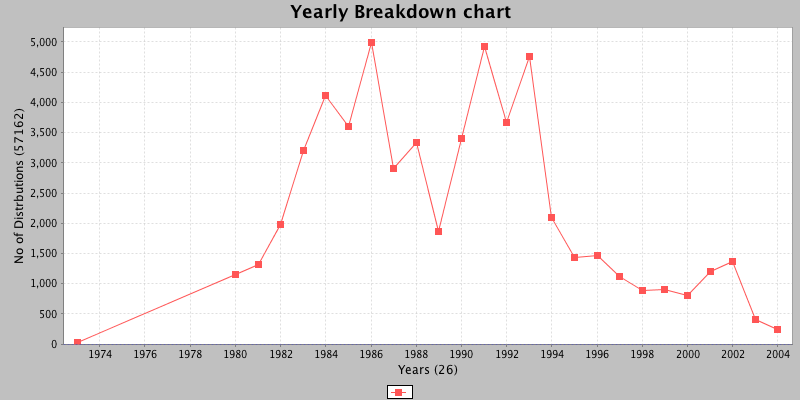 Yearly Breakdown chart
No of Distrbutions (57162)
5,000
4,500
4,000
3,500
3,000
2,500
2,000
1,500
1,000
500
0
1974 1976 1978 1980 1982 1984 1986 1988 1990 1992 1994 1996 1998 2000 2002 2004
Years (26)